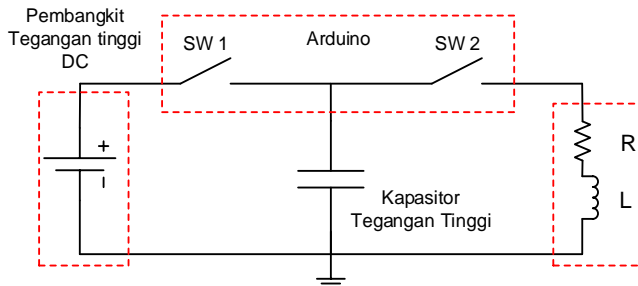 Pembangkit
Tegangan tinggi
DC
SW 1
Arduino
SW 2
+
R
L
Kapasitor
Tegangan Tinggi